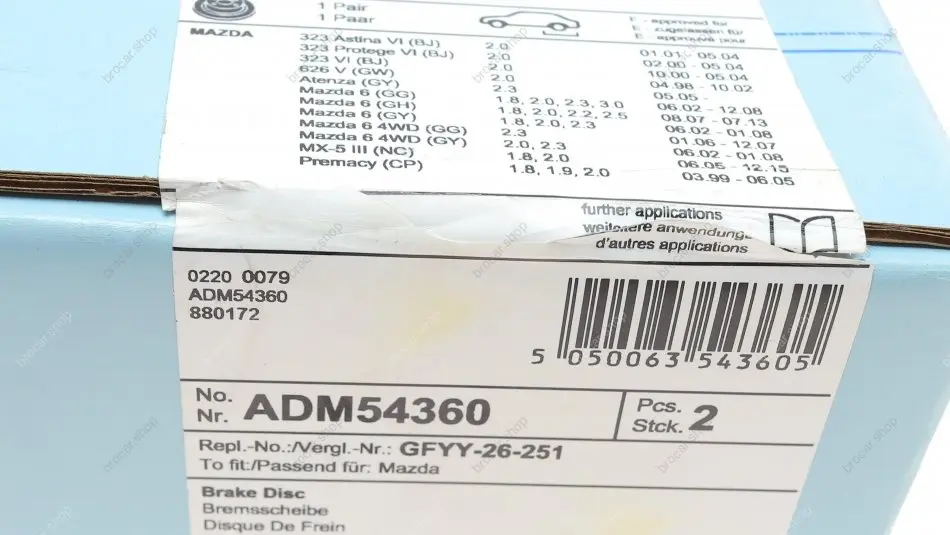 1 Pair
1 Paar
E - approved for
E - zugelassen für
E - approuvé pour
MAZDA
323 Astina VI (BJ) 2.0 01.01 - 05.04
323 Protege VI (BJ) 2.0 02.00 - 05.04
323 VI (BJ) 2.0 10.00 - 05.04
626 V (GW) 2.0 04.98 - 10.02
Atenza (GY) 2.3 05.05 -
Mazda 6 (GG) 1.8, 2.0, 2.3, 3.0 06.02 - 12.08
Mazda 6 (GH) 1.8, 2.0, 2.2, 2.5 08.07 - 07.13
Mazda 6 (GY) 1.8, 2.0, 2.3 06.02 - 01.08
Mazda 6 4WD (GG) 2.3 01.06 - 12.07
Mazda 6 4WD (GY) 2.0, 2.3 06.02 - 01.08
MX-5 III (NC) 1.8, 2.0 06.05 - 12.15
Premacy (CP) 1.8, 1.9, 2.0 03.99 - 06.05
further applications
weitere anwendung
d'autres applications
0220 0079
ADM54360
880172
5 050063 543605
No.
Nr. ADM54360
Pcs.
Stck. 2
Repl.-No.:/Vergl.-Nr.: GFYY-26-251
To fit:/Passend für: Mazda
Brake Disc
Bremsscheibe
Disque De Frein
brocar.shop